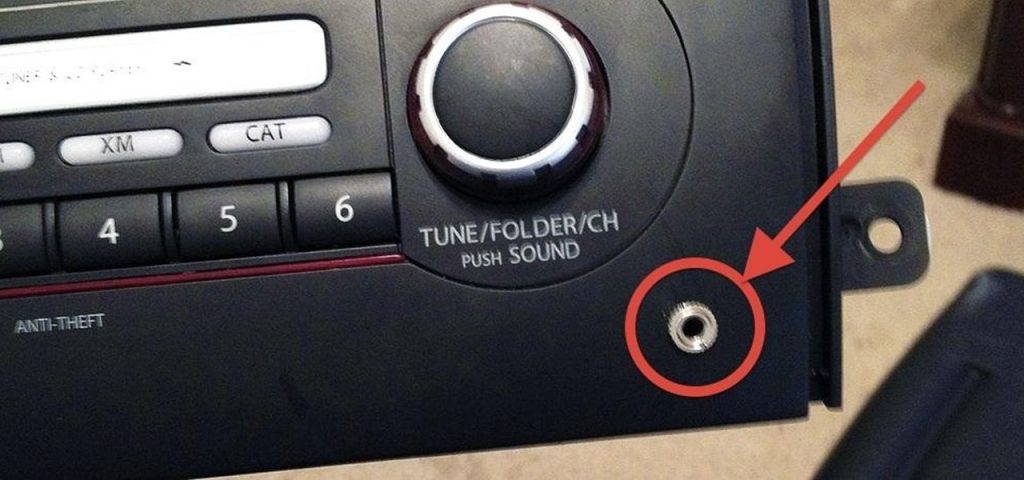 XM
CAT
4
5
6
TUNE/FOLDER/CH
PUSH SOUND
ANTI-THEFT